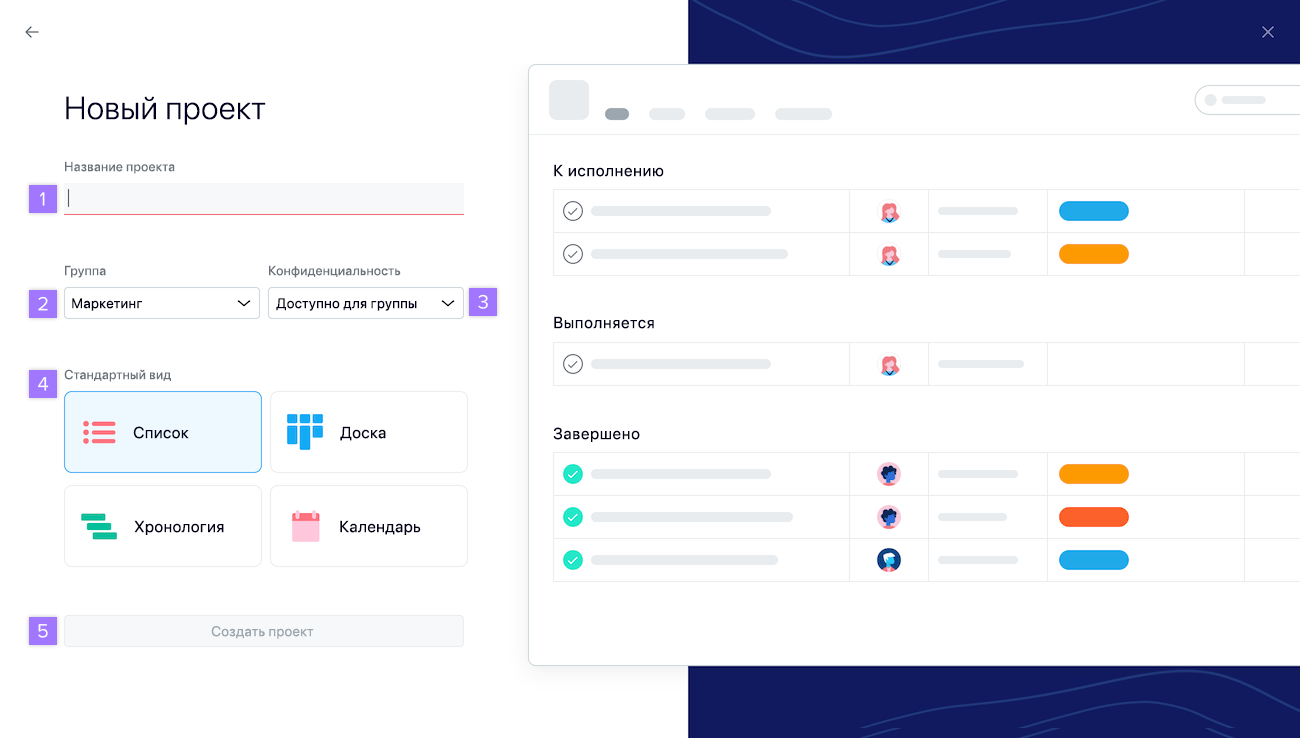 Новый проект
Название проекта
1
Группа
Конфиденциальность
2
Маркетинг
Доступно для группы
3
Стандартный вид
4
Список
Доска
Хронология
Календарь
5
Создать проект
К исполнению
Выполняется
Завершено